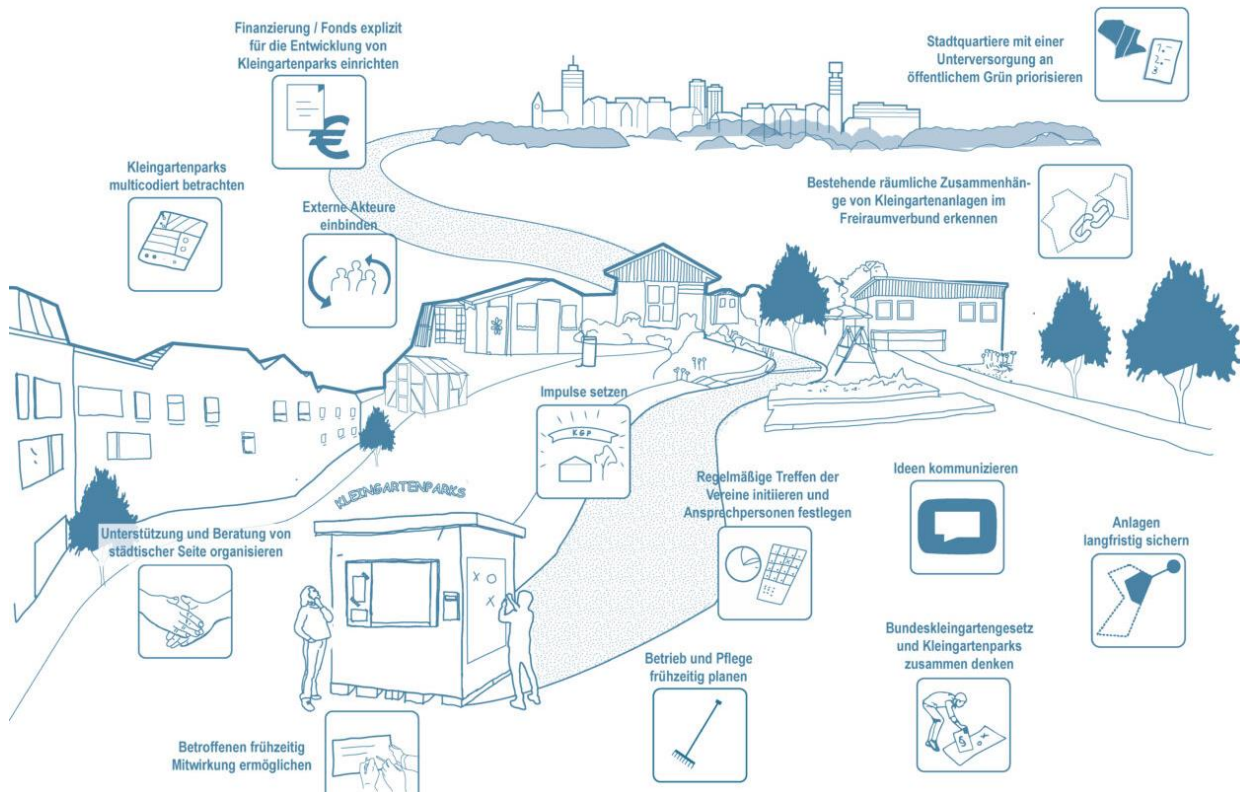 Finanzierung / Fonds explizit
für die Entwicklung von
Kleingartenparks einrichten
€
Stadtquartiere mit einer
Unterversorgung an
öffentlichem Grün priorisieren
1.-
2.-
3
Kleingartenparks
multicodiert betrachten
Externe Akteure
einbinden
Bestehende räumliche Zusammenhän-
ge von Kleingartenanlagen im
Freiraumverbund erkennen
Impulse setzen
KGP
Regelmäßige Treffen der
Vereine initiieren und
Ansprechpersonen festlegen
Ideen kommunizieren
Anlagen
langfristig sichern
KLEINGARTENPARKS
Unterstützung und Beratung von
städtischer Seite organisieren
X O
X
Betrieb und Pflege
frühzeitig planen
Bundeskleingartengesetz
und Kleingartenparks
zusammen denken
§
Betroffenen frühzeitig
Mitwirkung ermöglichen